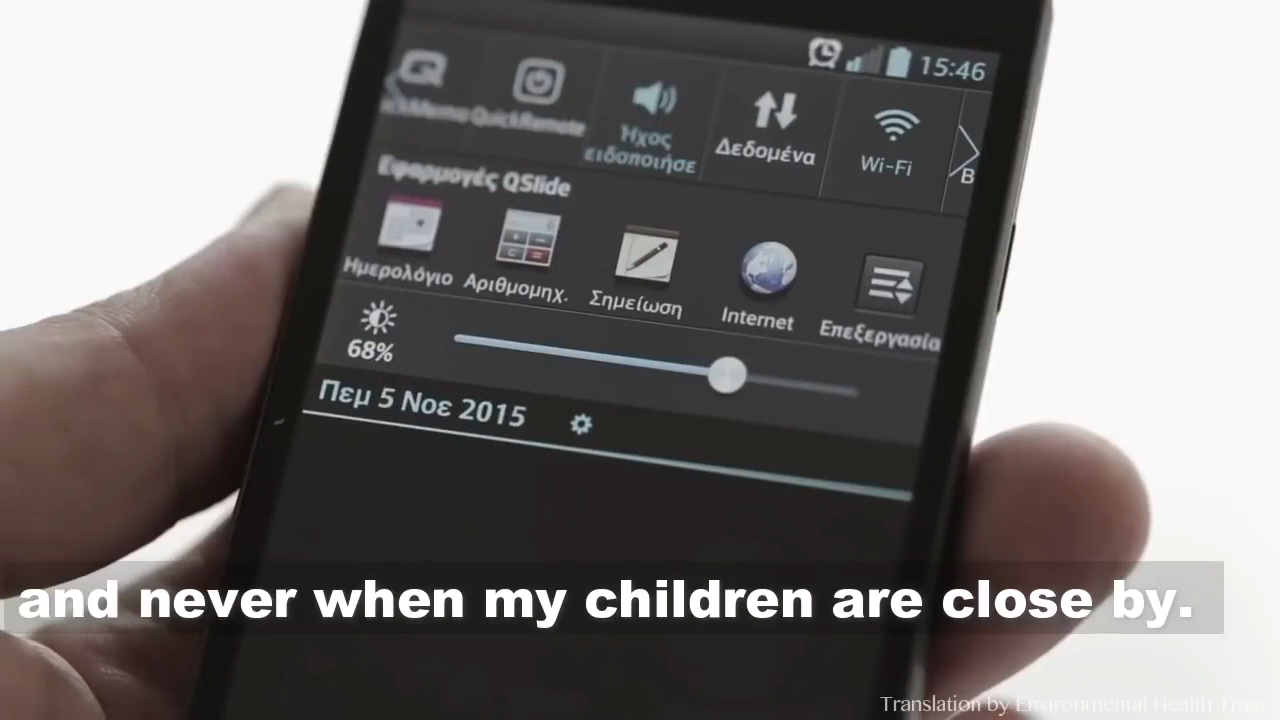 15:46
QuickRemote
Ήχος
ειδοποιήσε
Δεδομένα
Wi-Fi
Β
Εφαρμογές QSlide
Ημερολόγιο
Αριθμομηχ.
Σημείωση
Internet
Επεξεργασία
68%
Πεμ 5 Νοε 2015
and never when my children are close by.
Translation by Environmental Health Trust